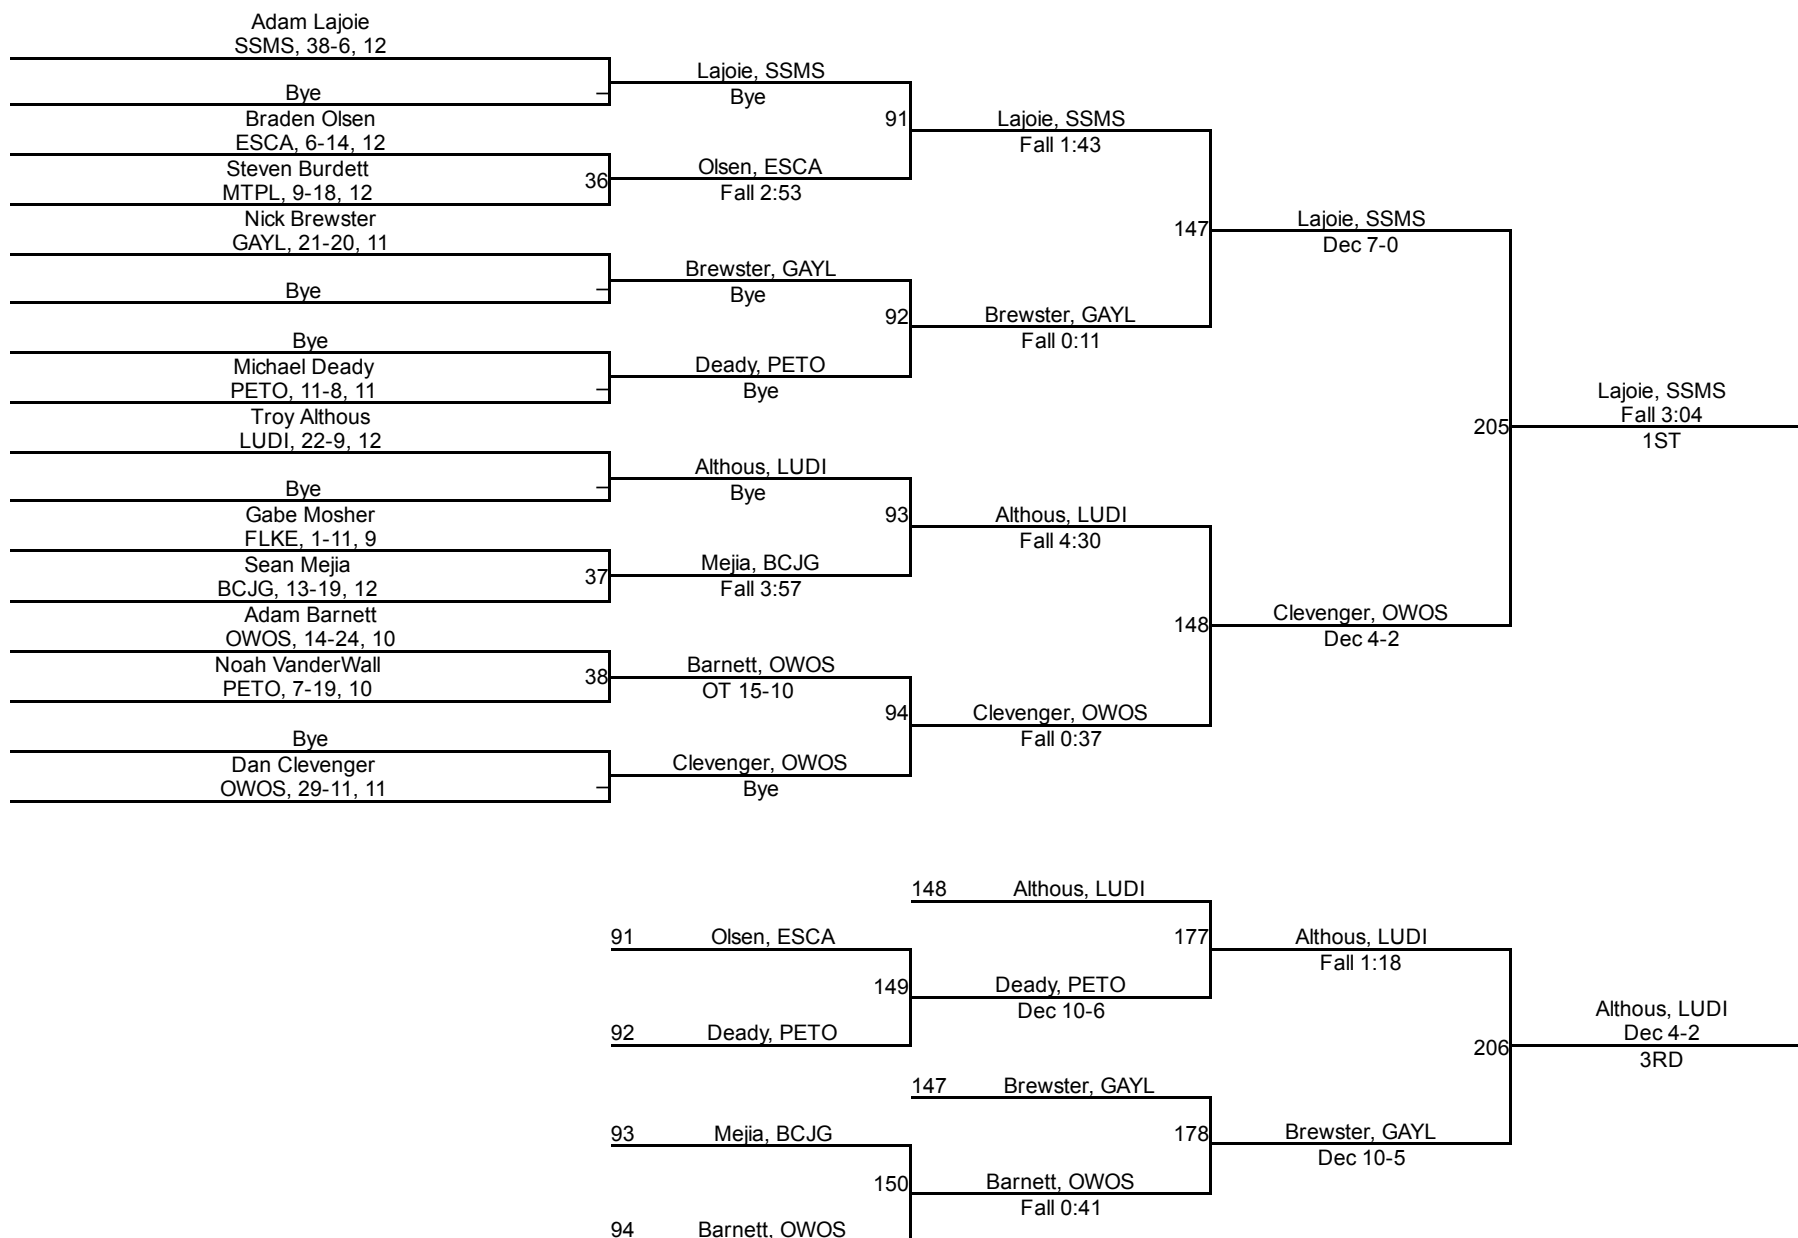 Adam Lajoie
SSMS, 38-6, 12
Bye
Braden Olsen
ESCA, 6-14, 12
Steven Burdett
MTPL, 9-18, 12
36
Nick Brewster
GAYL, 21-20, 11
Bye
Bye
Michael Deady
PETO, 11-8, 11
Troy Althous
LUDI, 22-9, 12
Bye
Gabe Mosher
FLKE, 1-11, 9
Sean Mejia
BCJG, 13-19, 12
37
Adam Barnett
OWOS, 14-24, 10
Noah VanderWall
PETO, 7-19, 10
38
Bye
Dan Clevenger
OWOS, 29-11, 11
Lajoie, SSMS
Bye
91
Olsen, ESCA
Fall 2:53
Brewster, GAYL
Bye
92
Deady, PETO
Bye
Althous, LUDI
Bye
93
Mejia, BCJG
Fall 3:57
Barnett, OWOS
OT 15-10
94
Clevenger, OWOS
Bye
Lajoie, SSMS
Fall 1:43
147
Brewster, GAYL
Fall 0:11
Althous, LUDI
Fall 4:30
148
Clevenger, OWOS
Fall 0:37
Lajoie, SSMS
Dec 7-0
205
Clevenger, OWOS
Dec 4-2
Lajoie, SSMS
Fall 3:04
1ST
148 Althous, LUDI
91 Olsen, ESCA
177
149
Deady, PETO
Dec 10-6
92 Deady, PETO
Althous, LUDI
Fall 1:18
147 Brewster, GAYL
93 Mejia, BCJG
178
150
Barnett, OWOS
Fall 0:41
94 Barnett, OWOS
Brewster, GAYL
Dec 10-5
206
Althous, LUDI
Dec 4-2
3RD